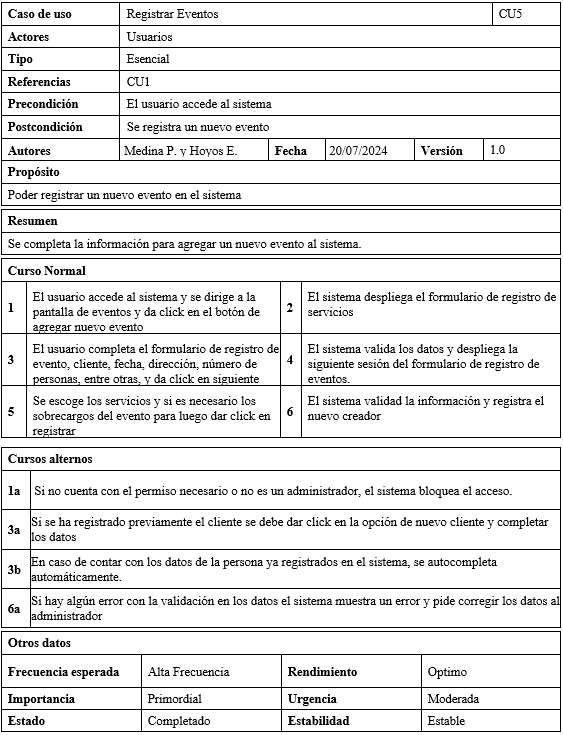 Caso de uso Registrar Eventos CU5
Actores Usuarios
Tipo Esencial
Referencias CU1
Precondición El usuario accede al sistema
Postcondición Se registra un nuevo evento
Autores Medina P. y Hoyos E. Fecha 20/07/2024 Versión 1.0
Propósito
Poder registrar un nuevo evento en el sistema
Resumen
Se completa la información para agregar un nuevo evento al sistema.
Curso Normal
1
El usuario accede al sistema y se dirige a la
pantalla de eventos y da click en el botón de
agregar nuevo evento
2
El sistema despliega el formulario de registro de
servicios
3
El usuario completa el formulario de registro de
evento, cliente, fecha, dirección, número de
personas, entre otras, y da click en siguiente
4
El sistema valida los datos y despliega la
siguiente sesión del formulario de registro de
eventos.
5
Se escoge los servicios y si es necesario los
sobrecargos del evento para luego dar click en
registrar
6
El sistema validad la información y registra el
nuevo creador
Cursos alternos
1a Si no cuenta con el permiso necesario o no es un administrador, el sistema bloquea el acceso.
3a
Si se ha registrado previamente el cliente se debe dar click en la opción de nuevo cliente y completar
los datos
3b
En caso de contar con los datos de la persona ya registrados en el sistema, se autocompleta
automáticamente.
6a
Si hay algún error con la validación en los datos el sistema muestra un error y pide corregir los datos al
administrador
Otros datos
Frecuencia esperada Alta Frecuencia Rendimiento Optimo
Importancia Primordial Urgencia Moderada
Estado Completado Estabilidad Estable